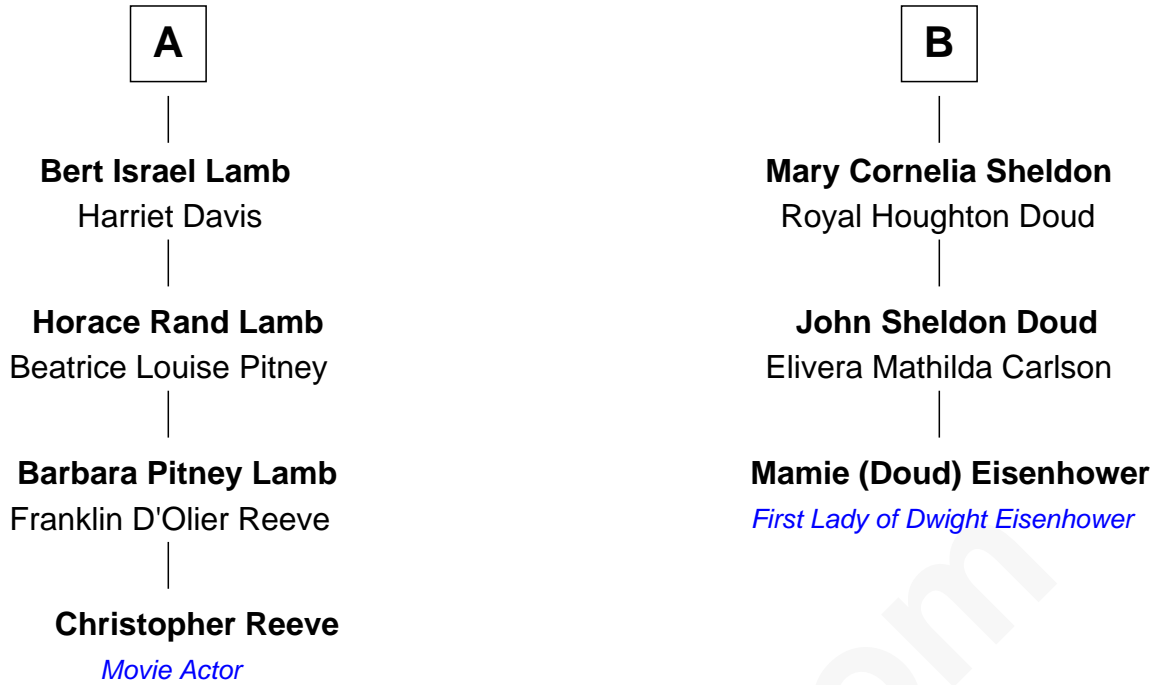 A
Bert Israel Lamb
Harriet Davis
Horace Rand Lamb
Beatrice Louise Pitney
Barbara Pitney Lamb
Franklin D'Olier Reeve
Christopher Reeve
Movie Actor
B
Mary Cornelia Sheldon
Royal Houghton Doud
John Sheldon Doud
Elivera Mathilda Carlson
Mamie (Doud) Eisenhower
First Lady of Dwight Eisenhower
om